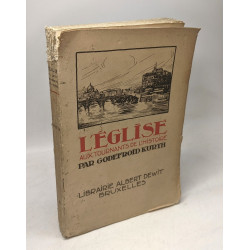 L'ÉGLISE
AUX TOURNANTS DE L'HISTOIRE
PAR GODEFROID KURTH
LIBRAIRIE ALBERT DEWIT
BRUXELLES